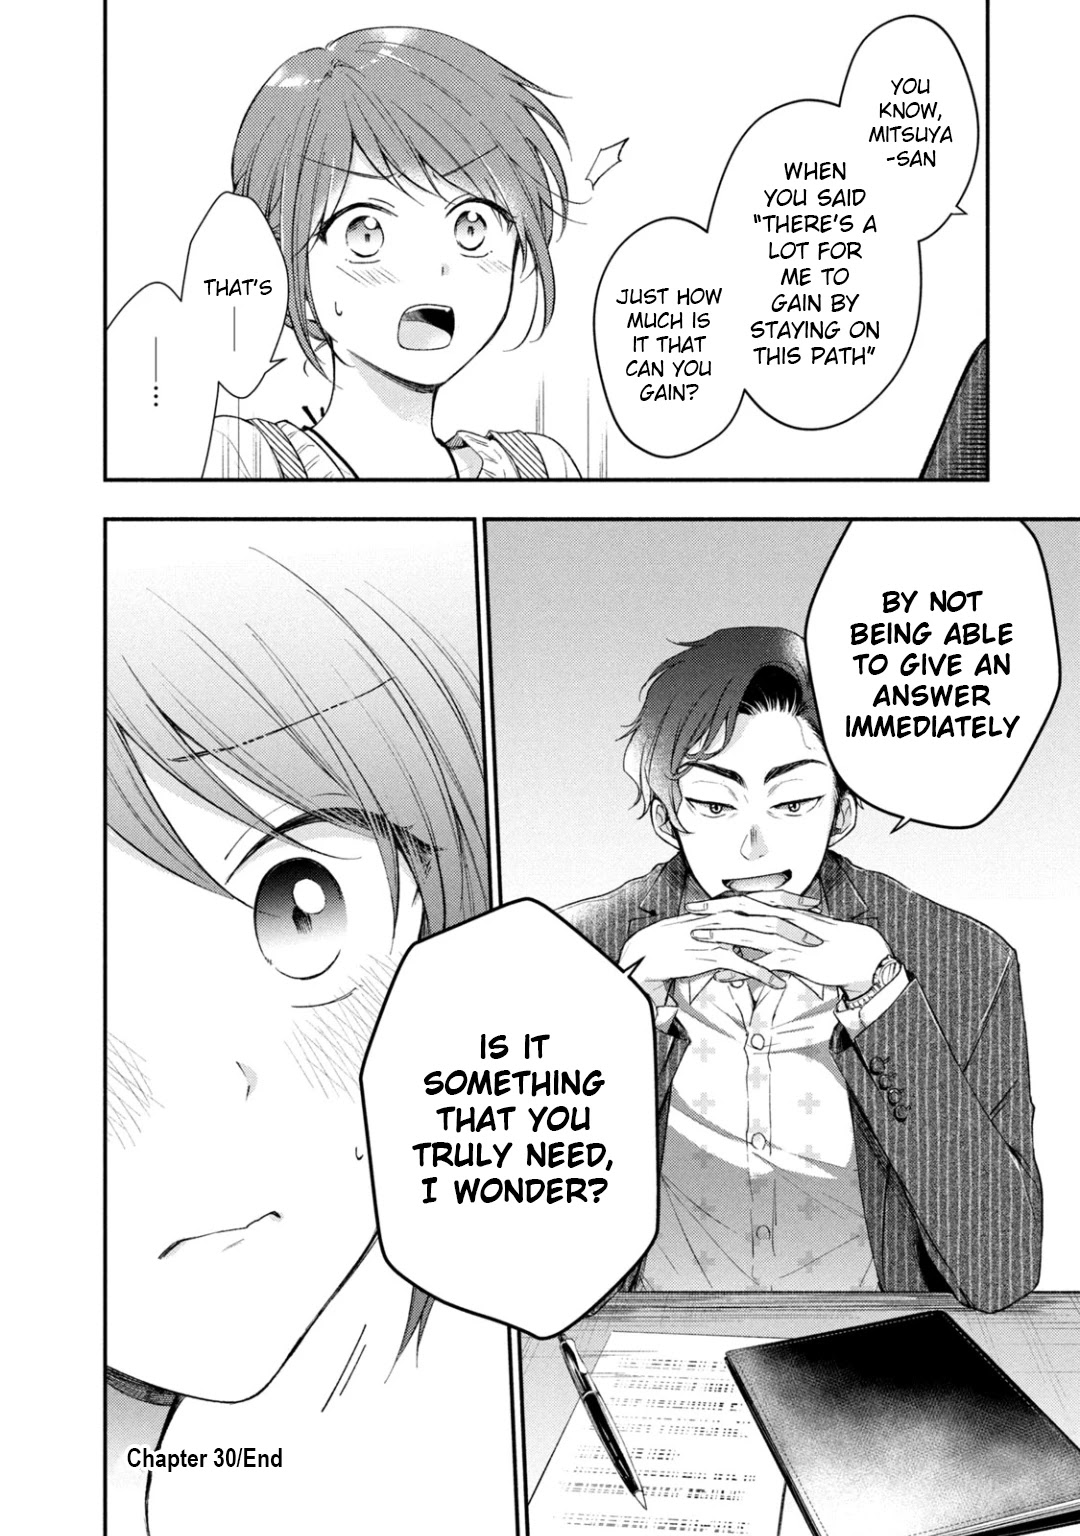 YOU
KNOW,
MITSUYA
-SAN
WHEN
YOU SAID
"THERE'S A
LOT FOR
ME TO
GAIN BY
STAYING ON
THIS PATH"
JUST HOW
MUCH IS
IT THAT
CAN YOU
GAIN?
THAT'S
...
BY NOT
BEING ABLE
TO GIVE AN
ANSWER
IMMEDIATELY
IS IT
SOMETHING
THAT YOU
TRULY NEED,
I WONDER?
Chapter 30/End